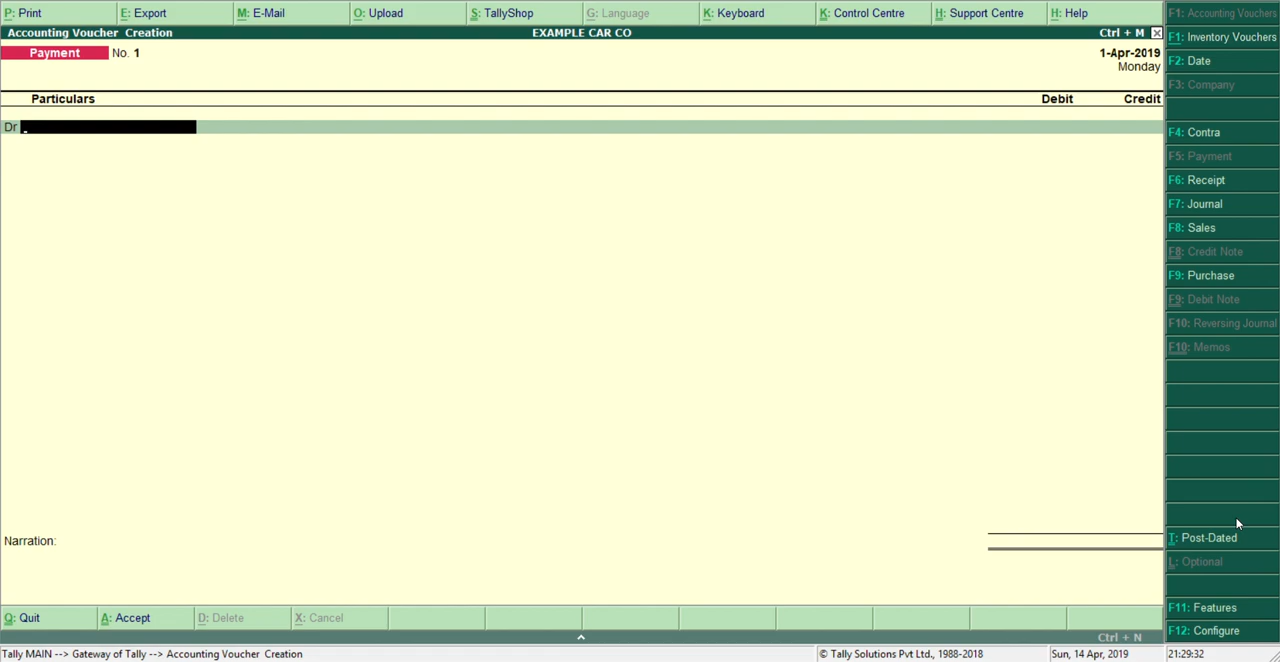 P: Print
E: Export
M: E-Mail
O: Upload
S: TallyShop
G: Language
K: Keyboard
K: Control Centre
H: Support Centre
H: Help
Accounting Voucher Creation
EXAMPLE CAR CO
Ctrl + M
Payment No. 1
1-Apr-2019
Monday
Particulars
Debit
Credit
Dr
Narration:
F1: Accounting Vouchers
F1: Inventory Vouchers
F2: Date
F3: Company
F4: Contra
F5: Payment
F6: Receipt
F7: Journal
F8: Sales
F8: Credit Note
F9: Purchase
F9: Debit Note
F10: Reversing Journal
F10: Memos
T: Post-Dated
L: Optional
F11: Features
F12: Configure
Q: Quit
A: Accept
D: Delete
X: Cancel
Ctrl + N
Tally MAIN --> Gateway of Tally --> Accounting Voucher Creation
© Tally Solutions Pvt Ltd., 1988-2018
Sun, 14 Apr, 2019
21:29:32